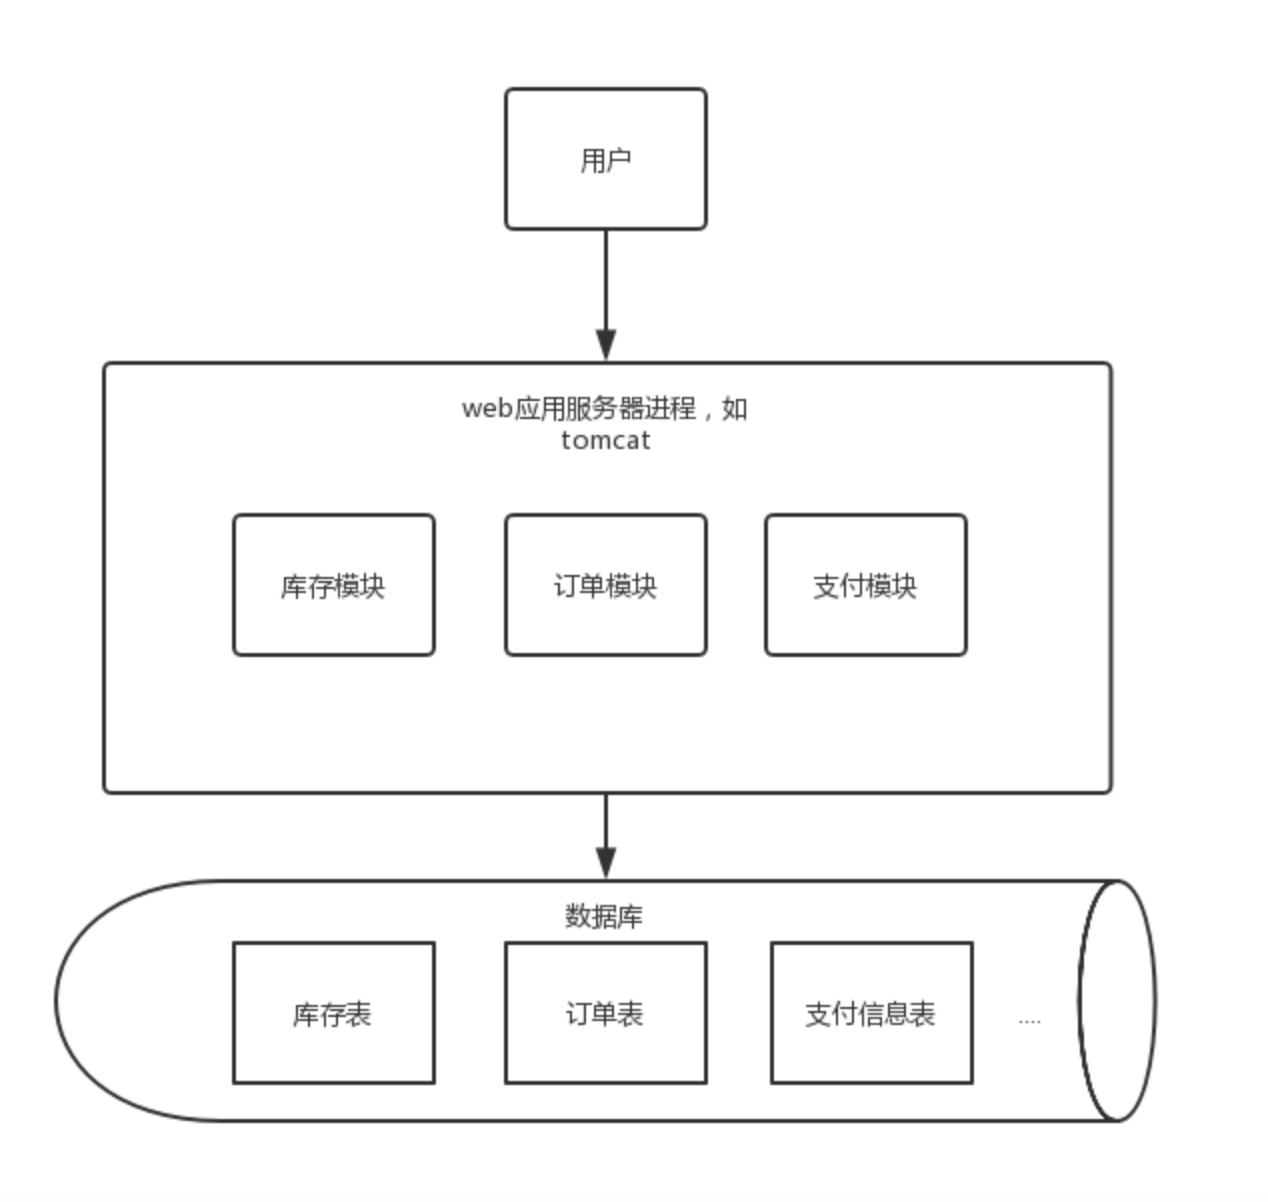 用户
web应用服务器进程，如
tomcat
库存模块
订单模块
支付模块
数据库
库存表
订单表
支付信息表
....